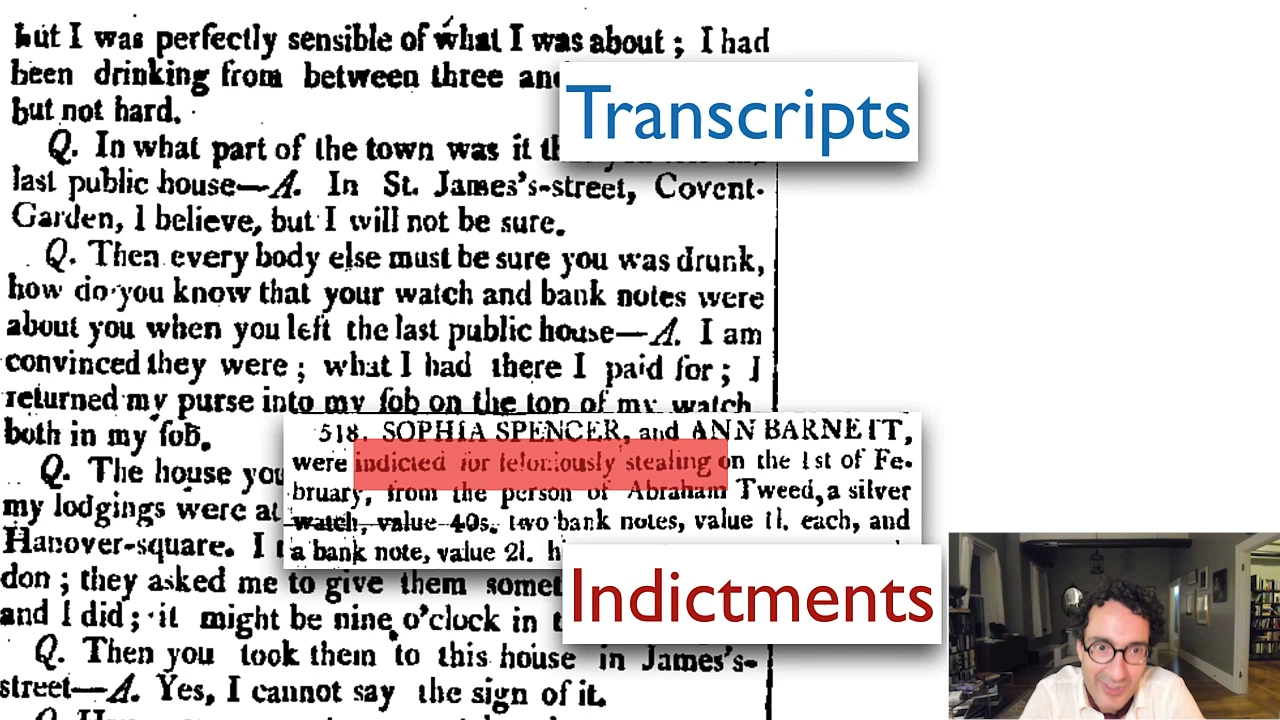 but I was perfectly sensible of what I was about ; I had
been drinking from between three and
but not hard.
Transcripts
Q. In what part of the town was it
last public house—A. In St. James's-street, Covent-
Garden, I believe, but I will not be sure.
Q. Then every body else must be sure you was drunk,
how do you know that your watch and bank notes were
about you when you left the last public house—A. I am
convinced they were ; what I had there I paid for ; I
returned my purse into my fob on the top of my watch
both in my fob.
518. SOPHIA SPENCER, and ANN BARNETT,
were indicted for feloniously stealing on the 1st of Fe-
bruary, from the person of Abraham Tweed, a silver
watch, value 40s. two bank notes, value 1l. each, and
a bank note, value 2l.
Indictments
Q. The house you
my lodgings were at
Hanover-square. I
don ; they asked me to give them
and I did ; it might be nine o'clock in
Q. Then you took them to this house in James's-
street—A. Yes, I cannot say the sign of it.